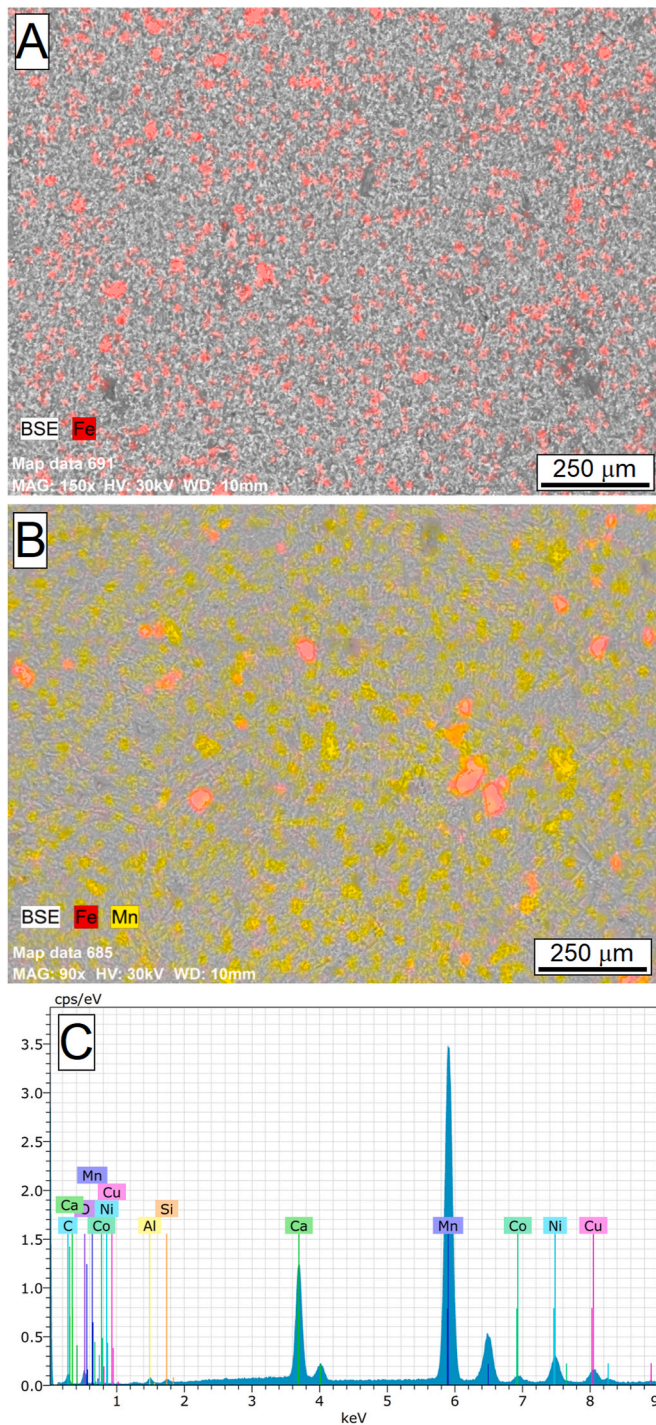 A
BSE Fe
Map data 691
MAG: 150x HV: 30kV WD: 10mm
250 μm
B
BSE Fe Mn
Map data 685
MAG: 90x HV: 30kV WD: 10mm
250 μm
cps/eV
C
3.5
3.0
2.5
2.0
1.5
1.0
0.5
0.0
Mn
Cu
Ca O Ni
C Co Al Si Ca Mn Co Ni Cu
1 2 3 4 5 6 7 8 9
keV